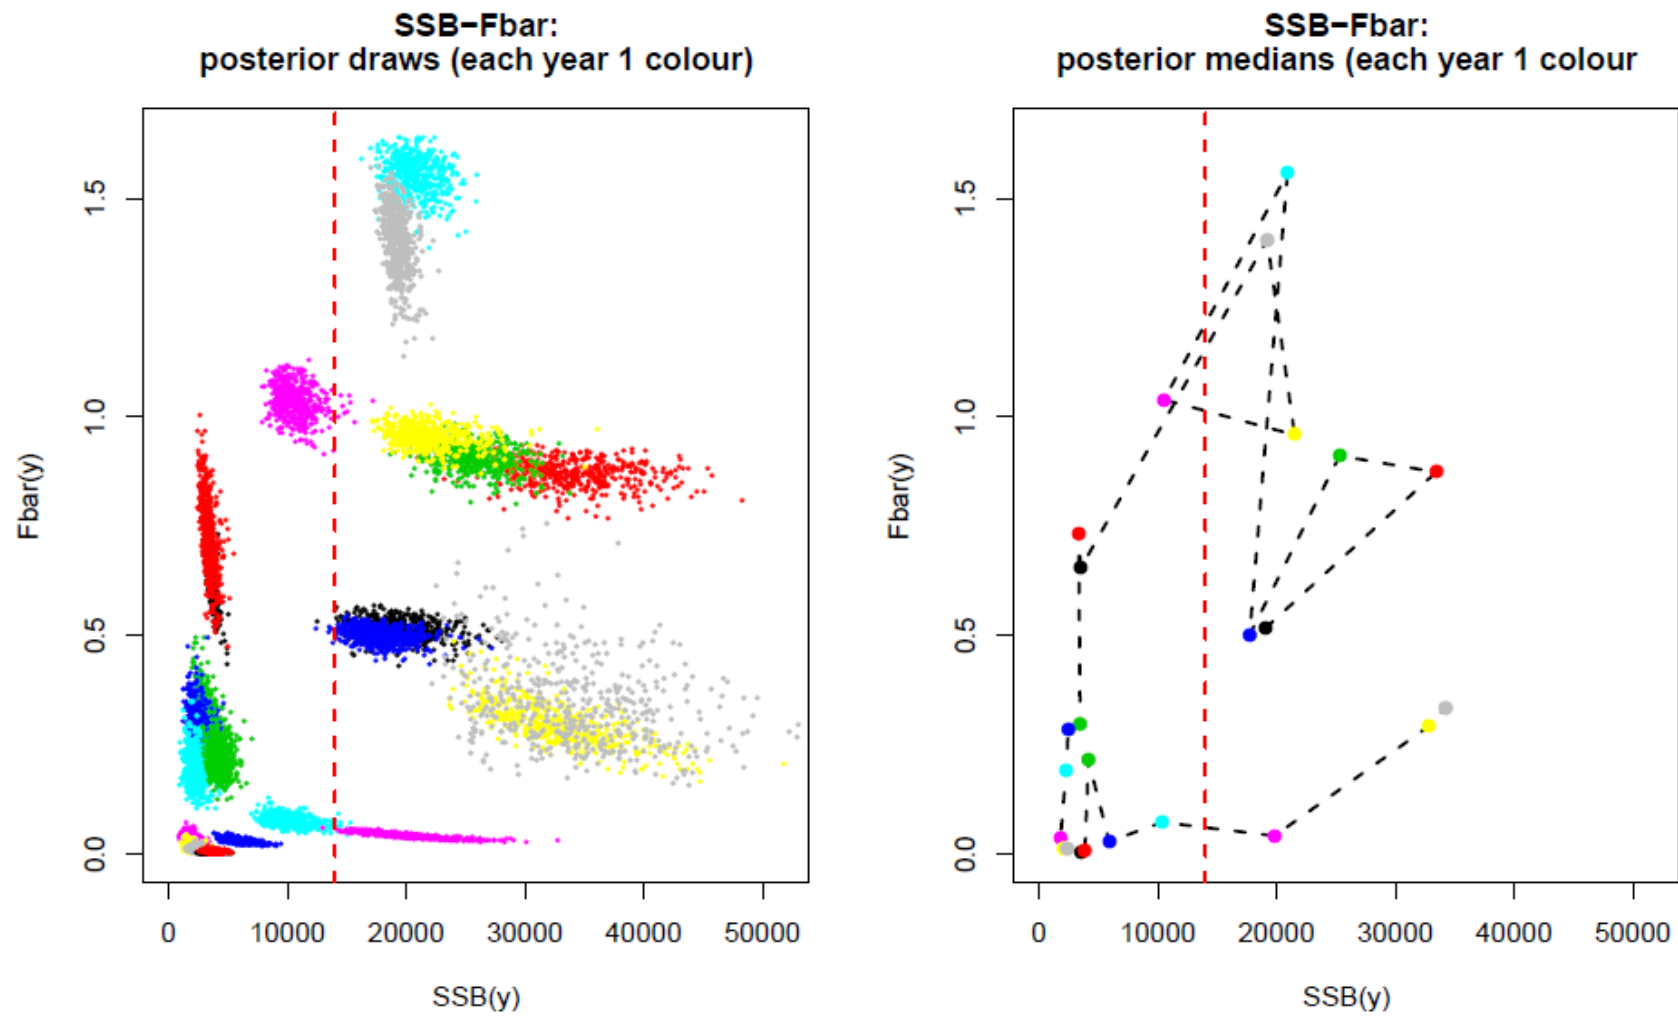 SSB−Fbar:
posterior draws (each year 1 colour)
Fbar(y)
1.5
1.0
0.5
0.0
0 10000 20000 30000 40000 50000
SSB(y)
SSB−Fbar:
posterior medians (each year 1 colour
Fbar(y)
1.5
1.0
0.5
0.0
0 10000 20000 30000 40000 50000
SSB(y)